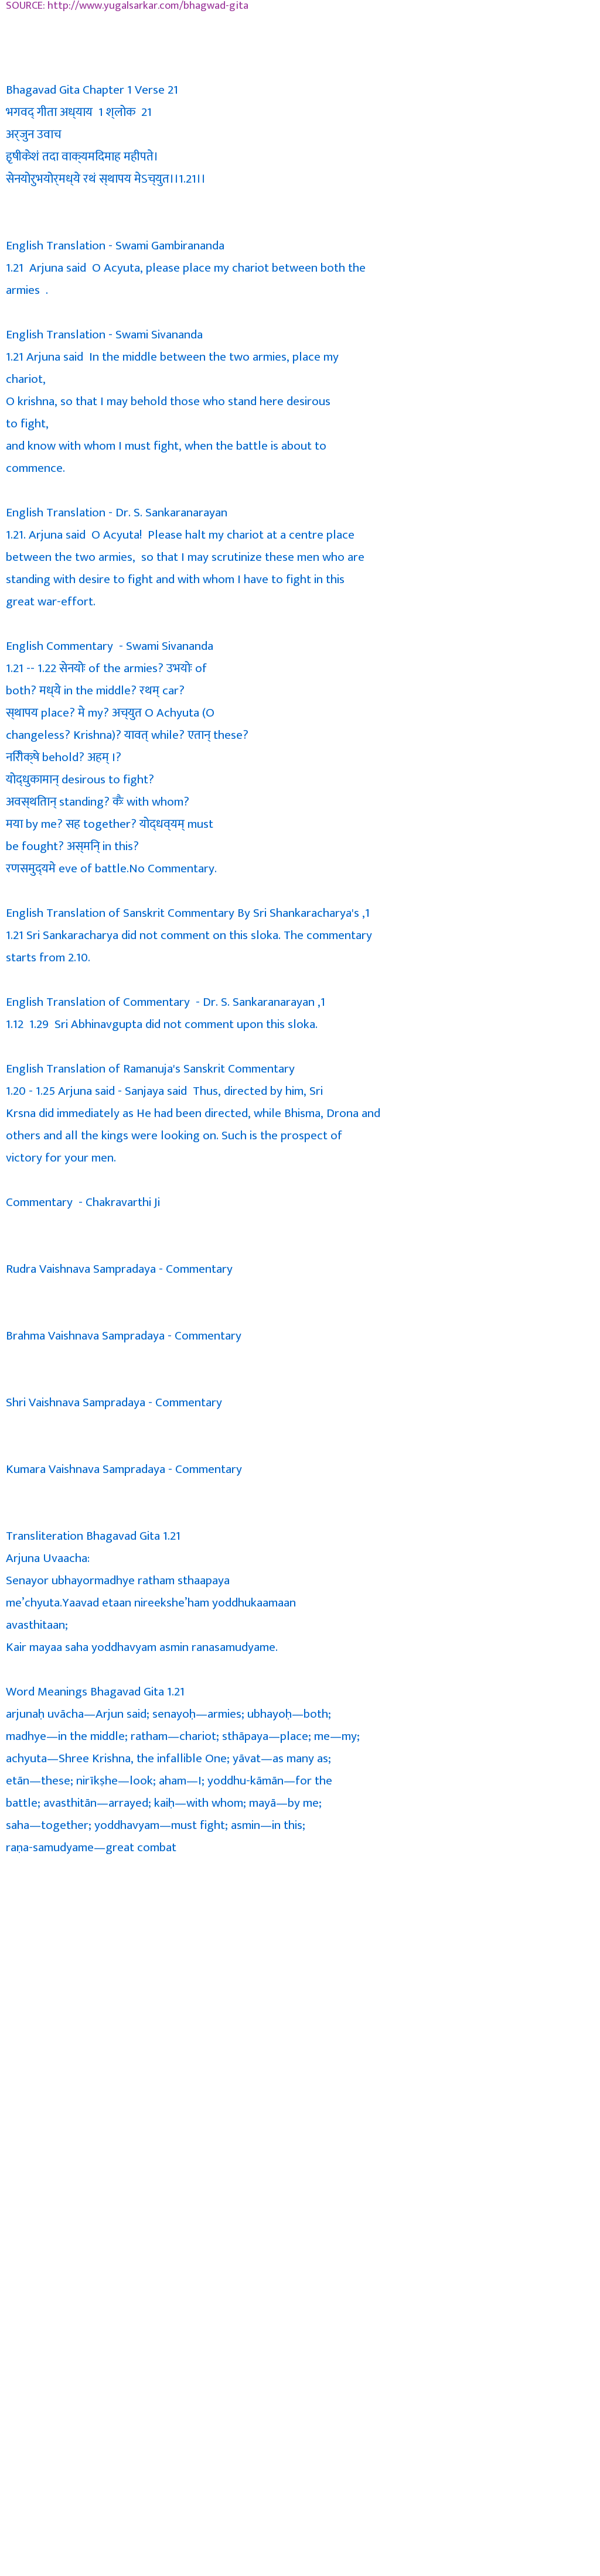 SOURCE: http://www.yugalsarkar.com/bhagwad-gita
Bhagavad Gita Chapter 1 Verse 21
भगवद् गीता अध्याय 1 श्लोक 21
अर्जुन उवाच
हृषीकेशं तदा वाक्यमिदमाह महीपते।
सेनयोरुभयोर्मध्ये रथं स्थापय मेऽच्युत।।1.21।।
English Translation - Swami Gambirananda
1.21 Arjuna said O Acyuta, please place my chariot between both the
armies .
English Translation - Swami Sivananda
1.21 Arjuna said In the middle between the two armies, place my
chariot,
O krishna, so that I may behold those who stand here desirous
to fight,
and know with whom I must fight, when the battle is about to
commence.
English Translation - Dr. S. Sankaranarayan
1.21. Arjuna said O Acyuta! Please halt my chariot at a centre place
between the two armies, so that I may scrutinize these men who are
standing with desire to fight and with whom I have to fight in this
great war-effort.
English Commentary - Swami Sivananda
1.21 -- 1.22 सेनयोः of the armies? उभयोः of
both? मध्ये in the middle? रथम् car?
स्थापय place? मे my? अच्युत O Achyuta (O
changeless? Krishna)? यावत् while? एतान् these?
निरीक्षे behold? अहम् I?
योद्धुकामान् desirous to fight?
अवस्थितान् standing? कैः with whom?
मया by me? सह together? योद्धव्यम् must
be fought? अस्मिन् in this?
रणसमुद्यमे eve of battle.No Commentary.
English Translation of Sanskrit Commentary By Sri Shankaracharya's ,1
1.21 Sri Sankaracharya did not comment on this sloka. The commentary
starts from 2.10.
English Translation of Commentary - Dr. S. Sankaranarayan ,1
1.12 1.29 Sri Abhinavgupta did not comment upon this sloka.
English Translation of Ramanuja's Sanskrit Commentary
1.20 - 1.25 Arjuna said - Sanjaya said Thus, directed by him, Sri
Krsna did immediately as He had been directed, while Bhisma, Drona and
others and all the kings were looking on. Such is the prospect of
victory for your men.
Commentary - Chakravarthi Ji
Rudra Vaishnava Sampradaya - Commentary
Brahma Vaishnava Sampradaya - Commentary
Shri Vaishnava Sampradaya - Commentary
Kumara Vaishnava Sampradaya - Commentary
Transliteration Bhagavad Gita 1.21
Arjuna Uvaacha:
Senayor ubhayormadhye ratham sthaapaya
me’chyuta.Yaavad etaan nireekshe’ham yoddhukaamaan
avasthitaan;
Kair mayaa saha yoddhavyam asmin ranasamudyame.
Word Meanings Bhagavad Gita 1.21
arjunaḥ uvācha—Arjun said; senayoḥ—armies; ubhayoḥ—both;
madhye—in the middle; ratham—chariot; sthāpaya—place; me—my;
achyuta—Shree Krishna, the infallible One; yāvat—as many as;
etān—these; nirīkṣhe—look; aham—I; yoddhu-kāmān—for the
battle; avasthitān—arrayed; kaiḥ—with whom; mayā—by me;
saha—together; yoddhavyam—must fight; asmin—in this;
raṇa-samudyame—great combat